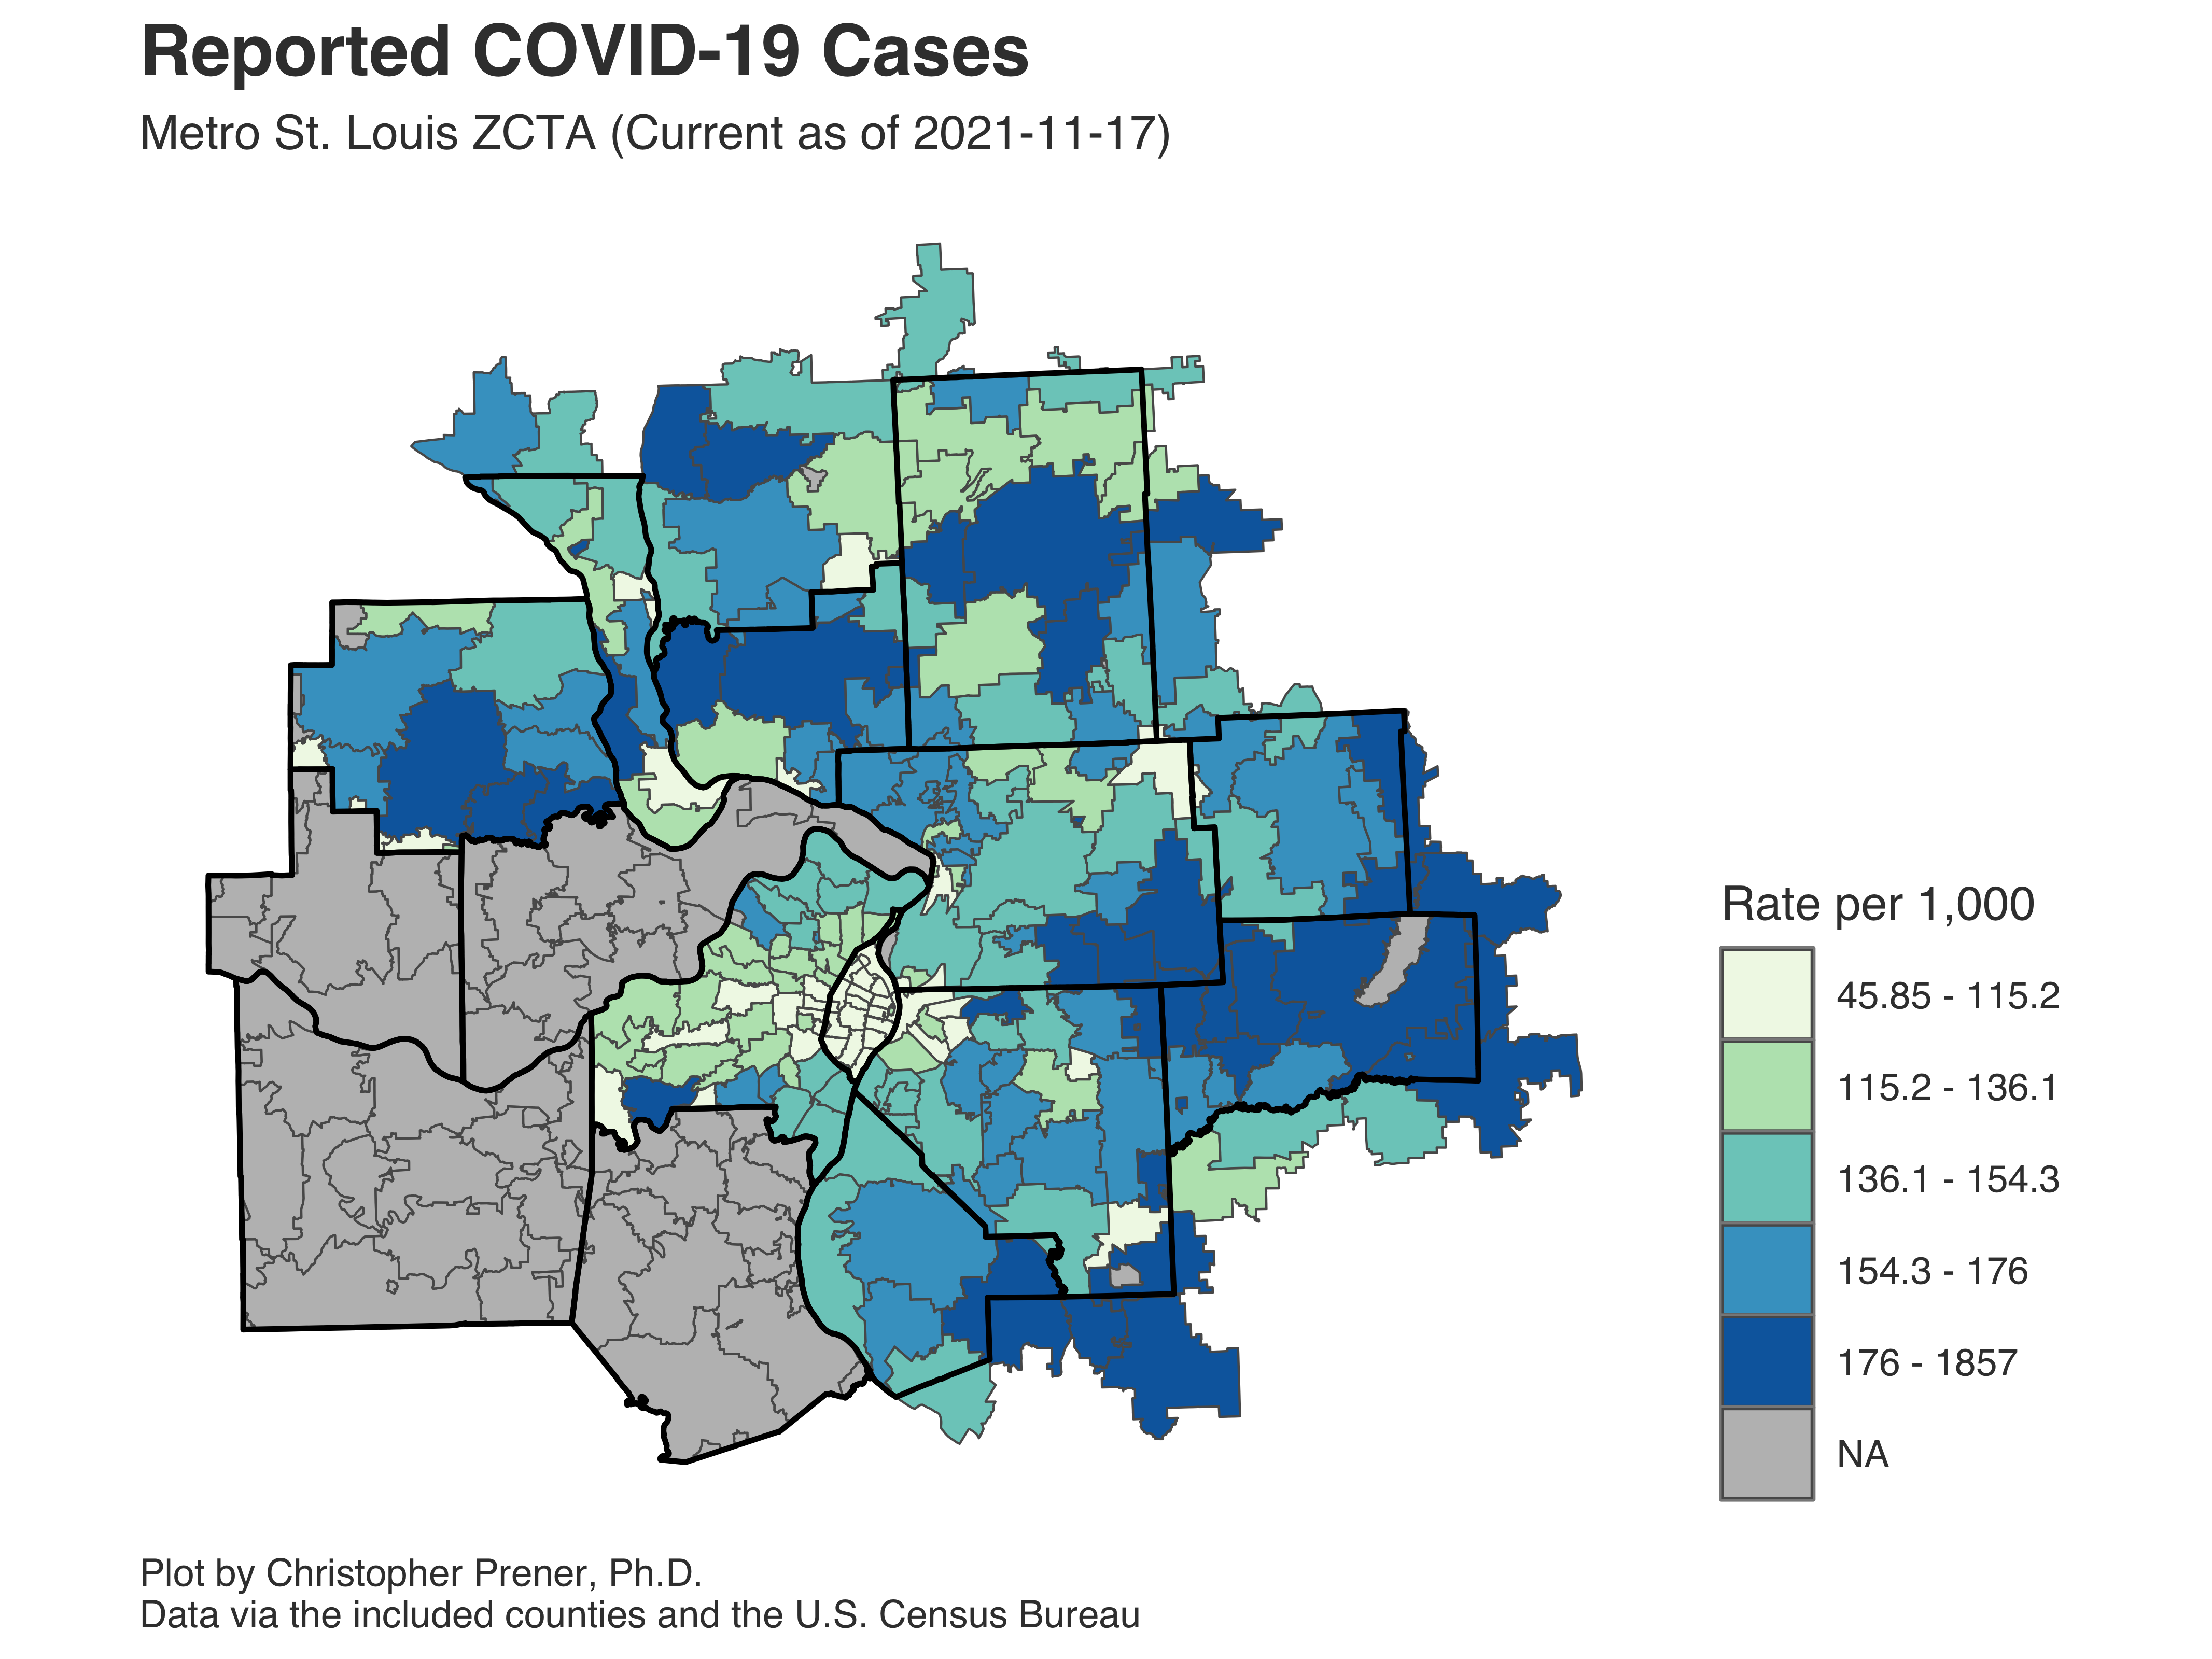 Reported COVID-19 Cases
Metro St. Louis ZCTA (Current as of 2021-11-17)
Rate per 1,000
45.85 - 115.2
115.2 - 136.1
136.1 - 154.3
154.3 - 176
176 - 1857
NA
Plot by Christopher Prener, Ph.D.
Data via the included counties and the U.S. Census Bureau